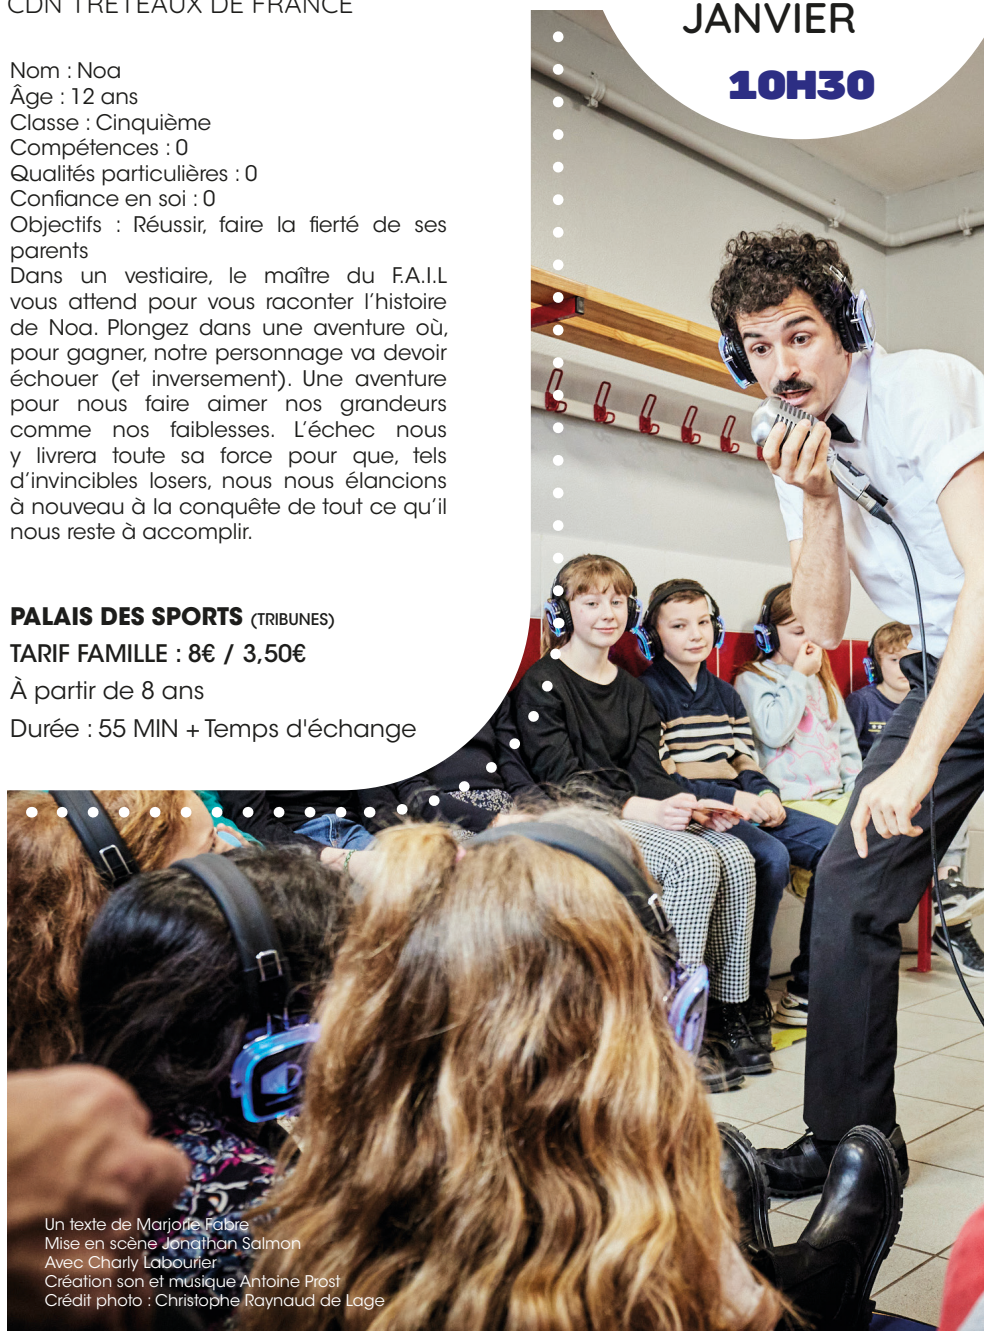 CDN TRÉTEAUX DE FRANCE
JANVIER
10H30
Nom : Noa
Âge : 12 ans
Classe : Cinquième
Compétences : 0
Qualités particulières : 0
Confiance en soi : 0
Objectifs : Réussir, faire la fierté de ses
parents
Dans un vestiaire, le maître du F.A.I.L
vous attend pour vous raconter l'histoire
de Noa. Plongez dans une aventure où,
pour gagner, notre personnage va devoir
échouer (et inversement). Une aventure
pour nous faire aimer nos grandeurs
comme nos faiblesses. L'échec nous
y livrera toute sa force pour que, tels
d'invincibles losers, nous nous élancions
à nouveau à la conquête de tout ce qu'il
nous reste à accomplir.
PALAIS DES SPORTS (TRIBUNES)
TARIF FAMILLE : 8€ / 3,50€
À partir de 8 ans
Durée : 55 MIN + Temps d'échange
Un texte de Marjorie Fabre
Mise en scène Jonathan Salmon
Avec Charly Labourier
Création son et musique Antoine Prost
Crédit photo : Christophe Raynaud de Lage